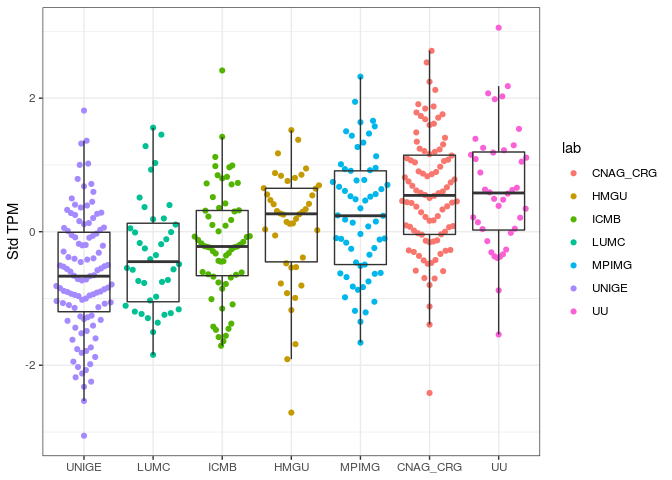 Std TPM
2
0
-2
UNIGE LUMC ICMB HMGU MPIMG CNAG_CRG UU
lab
CNAG_CRG
HMGU
ICMB
LUMC
MPIMG
UNIGE
UU